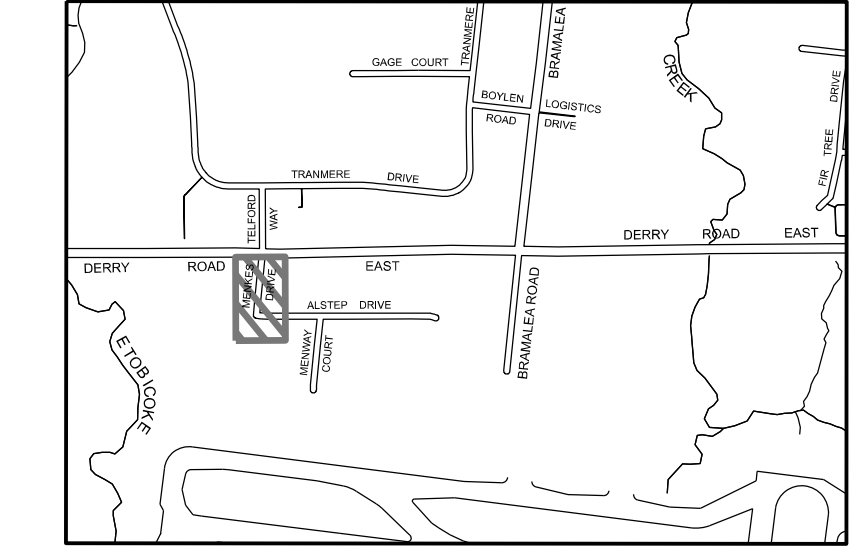 TRANMERE
BRAMALEA
GAGE COURT
CREEK
DRIVE
BOYLEN
ROAD
LOGISTICS
DRIVE
FIR TREE
TRANMERE DRIVE
TELFORD
WAY
DERRY ROAD EAST
DERRY ROAD EAST
MENKES
DRIVE
ALSTEP DRIVE
BRAMALEA ROAD
MENWAY
COURT
ETOBICOKE